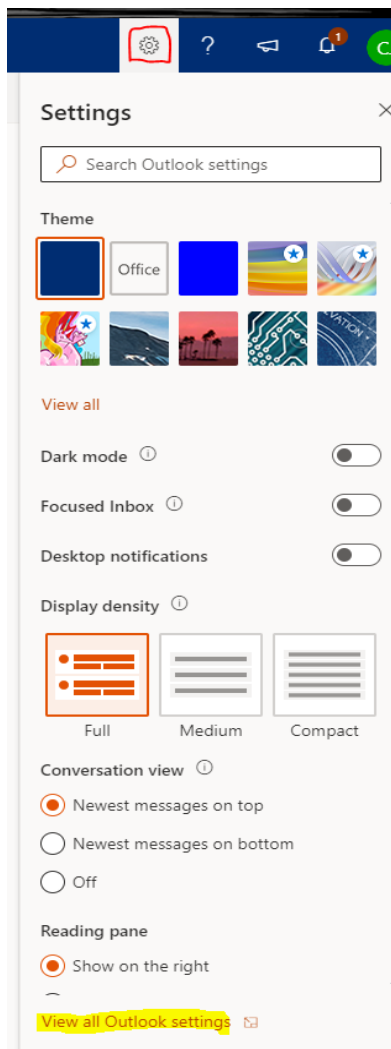 ? 1 C
Settings
Search Outlook settings
Theme
Office
View all
Dark mode
Focused Inbox
Desktop notifications
Display density
Full Medium Compact
Conversation view
Newest messages on top
Newest messages on bottom
Off
Reading pane
Show on the right
View all Outlook settings